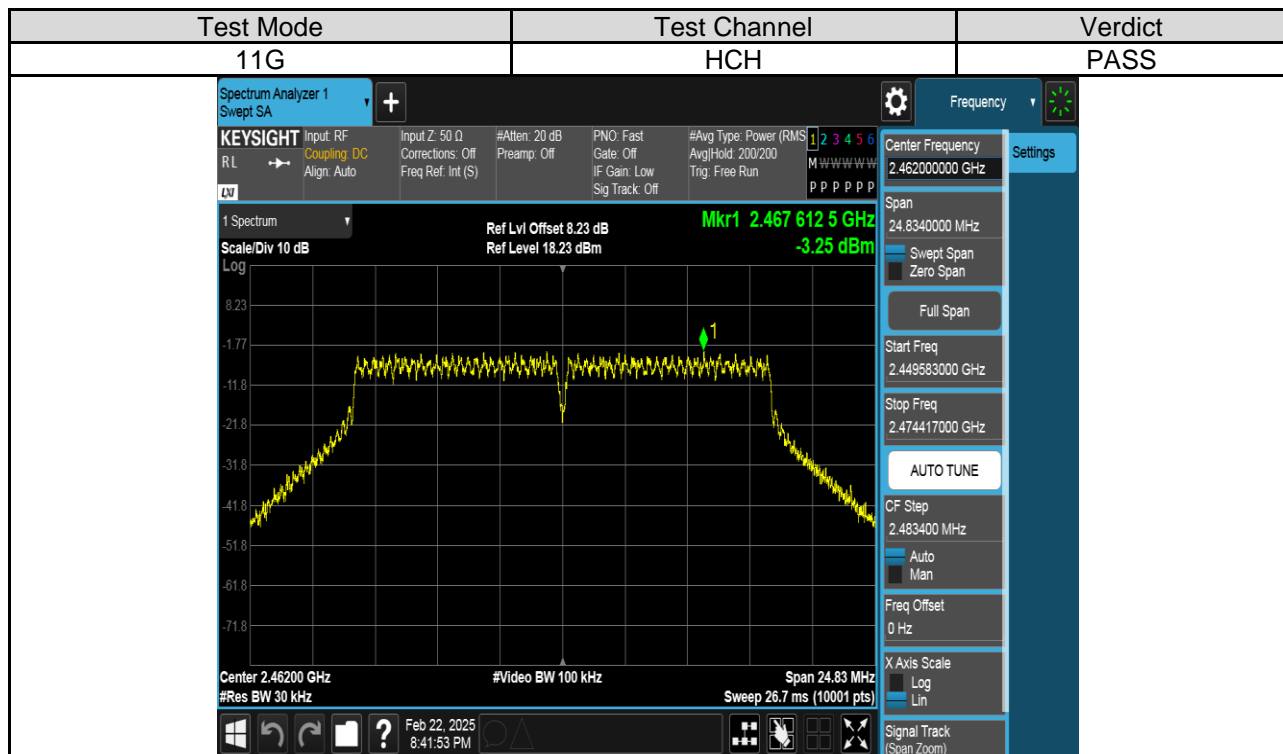 Test Mode Test Channel Verdict
11G HCH PASS
Spectrum Analyzer 1
Swept SA
+
Frequency
KEYSIGHT
R L
LXI
Input: RF
Coupling: DC
Align: Auto
Input Z: 50 Ω
Corrections: Off
Freq Ref: Int (S)
#Atten: 20 dB
Preamp: Off
PNO: Fast
Gate: Off
IF Gain: Low
Sig Track: Off
#Avg Type: Power (RMS
Avg|Hold: 200/200
Trig: Free Run
1 2 3 4 5 6
M W W W W W
P P P P P P
1 Spectrum
Scale/Div 10 dB
Ref Lvl Offset 8.23 dB
Ref Level 18.23 dBm
Mkr1 2.467 612 5 GHz
-3.25 dBm
Log
8.23
-1.77
-11.8
-21.8
-31.8
-41.8
-51.8
-61.8
-71.8
1
Center 2.46200 GHz
#Res BW 30 kHz
#Video BW 100 kHz
Span 24.83 MHz
Sweep 26.7 ms (10001 pts)
Center Frequency
2.462000000 GHz
Settings
Span
24.8340000 MHz
Swept Span
Zero Span
Full Span
Start Freq
2.449583000 GHz
Stop Freq
2.474417000 GHz
AUTO TUNE
CF Step
2.483400 MHz
Auto
Man
Freq Offset
0 Hz
X Axis Scale
Log
Lin
Signal Track
(Span Zoom)
?
Feb 22, 2025
8:41:53 PM